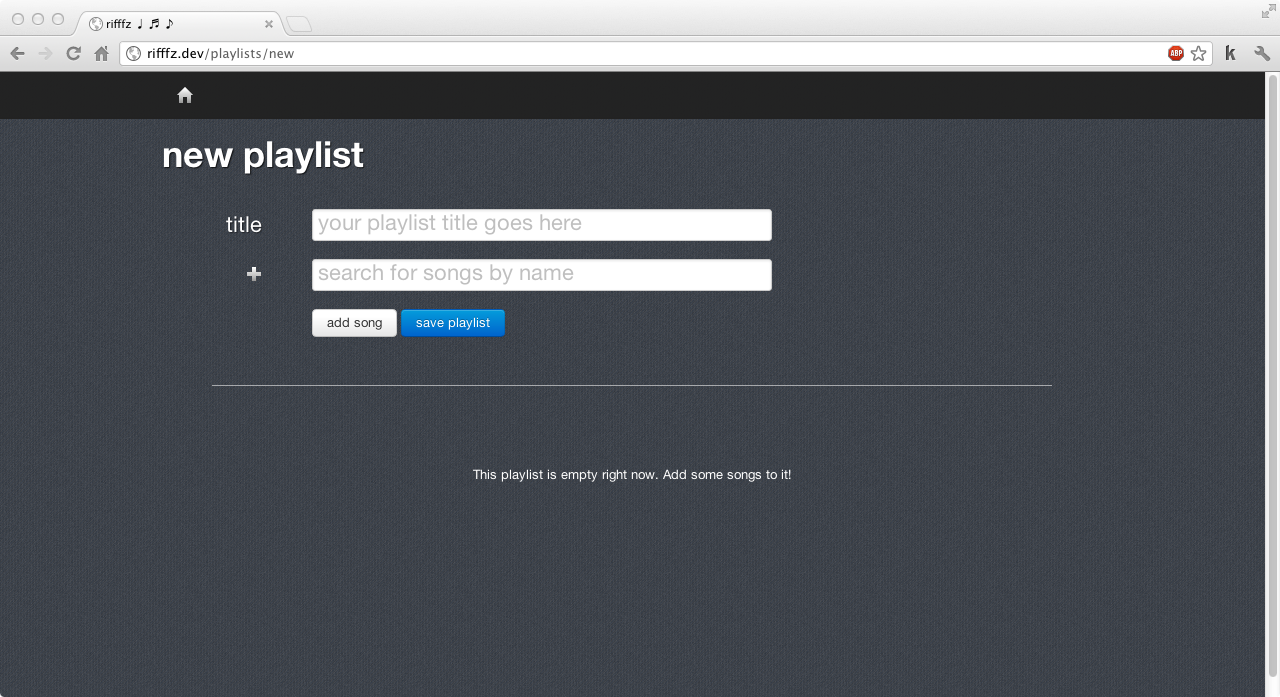 rifffz ♩ ♬ ♪
rifffz.dev/playlists/new
ABP
k
new playlist
title
your playlist title goes here
search for songs by name
add song
save playlist
This playlist is empty right now. Add some songs to it!